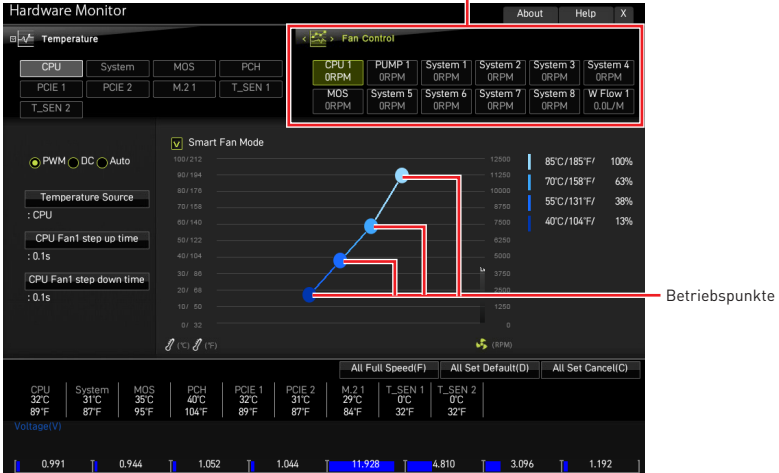 Hardware Monitor
About Help X
Temperature
CPU System MOS PCH
PCIE 1 PCIE 2 M.2 1 T_SEN 1
T_SEN 2
< > Fan Control
CPU 1 PUMP 1 System 1 System 2 System 3 System 4
0RPM 0RPM 0RPM 0RPM 0RPM 0RPM
MOS System 5 System 6 System 7 System 8 W Flow 1
0RPM 0RPM 0RPM 0RPM 0RPM 0.0L/M
PWM DC Auto
Temperature Source
: CPU
CPU Fan1 step up time
: 0.1s
CPU Fan1 step down time
: 0.1s
V Smart Fan Mode
100/212 12500
90/194 11250
80/176 10000
70/158 8750
60/140 7500
50/122 6250
40/104 5000
30/ 86 3750
20/ 68 2500
10/ 50 1250
0/ 32 0
(°C) (°F) (RPM)
85°C/185°F/ 100%
70°C/158°F/ 63%
55°C/131°F/ 38%
40°C/104°F/ 13%
Betriebspunkte
All Full Speed(F) All Set Default(D) All Set Cancel(C)
CPU System MOS PCH PCIE 1 PCIE 2 M.2 1 T_SEN 1 T_SEN 2
32°C 31°C 35°C 40°C 32°C 31°C 29°C 0°C 0°C
89°F 87°F 95°F 104°F 89°F 87°F 84°F 32°F 32°F
Voltage(V)
0.991 0.944 1.052 1.044 11.928 4.810 3.096 1.192